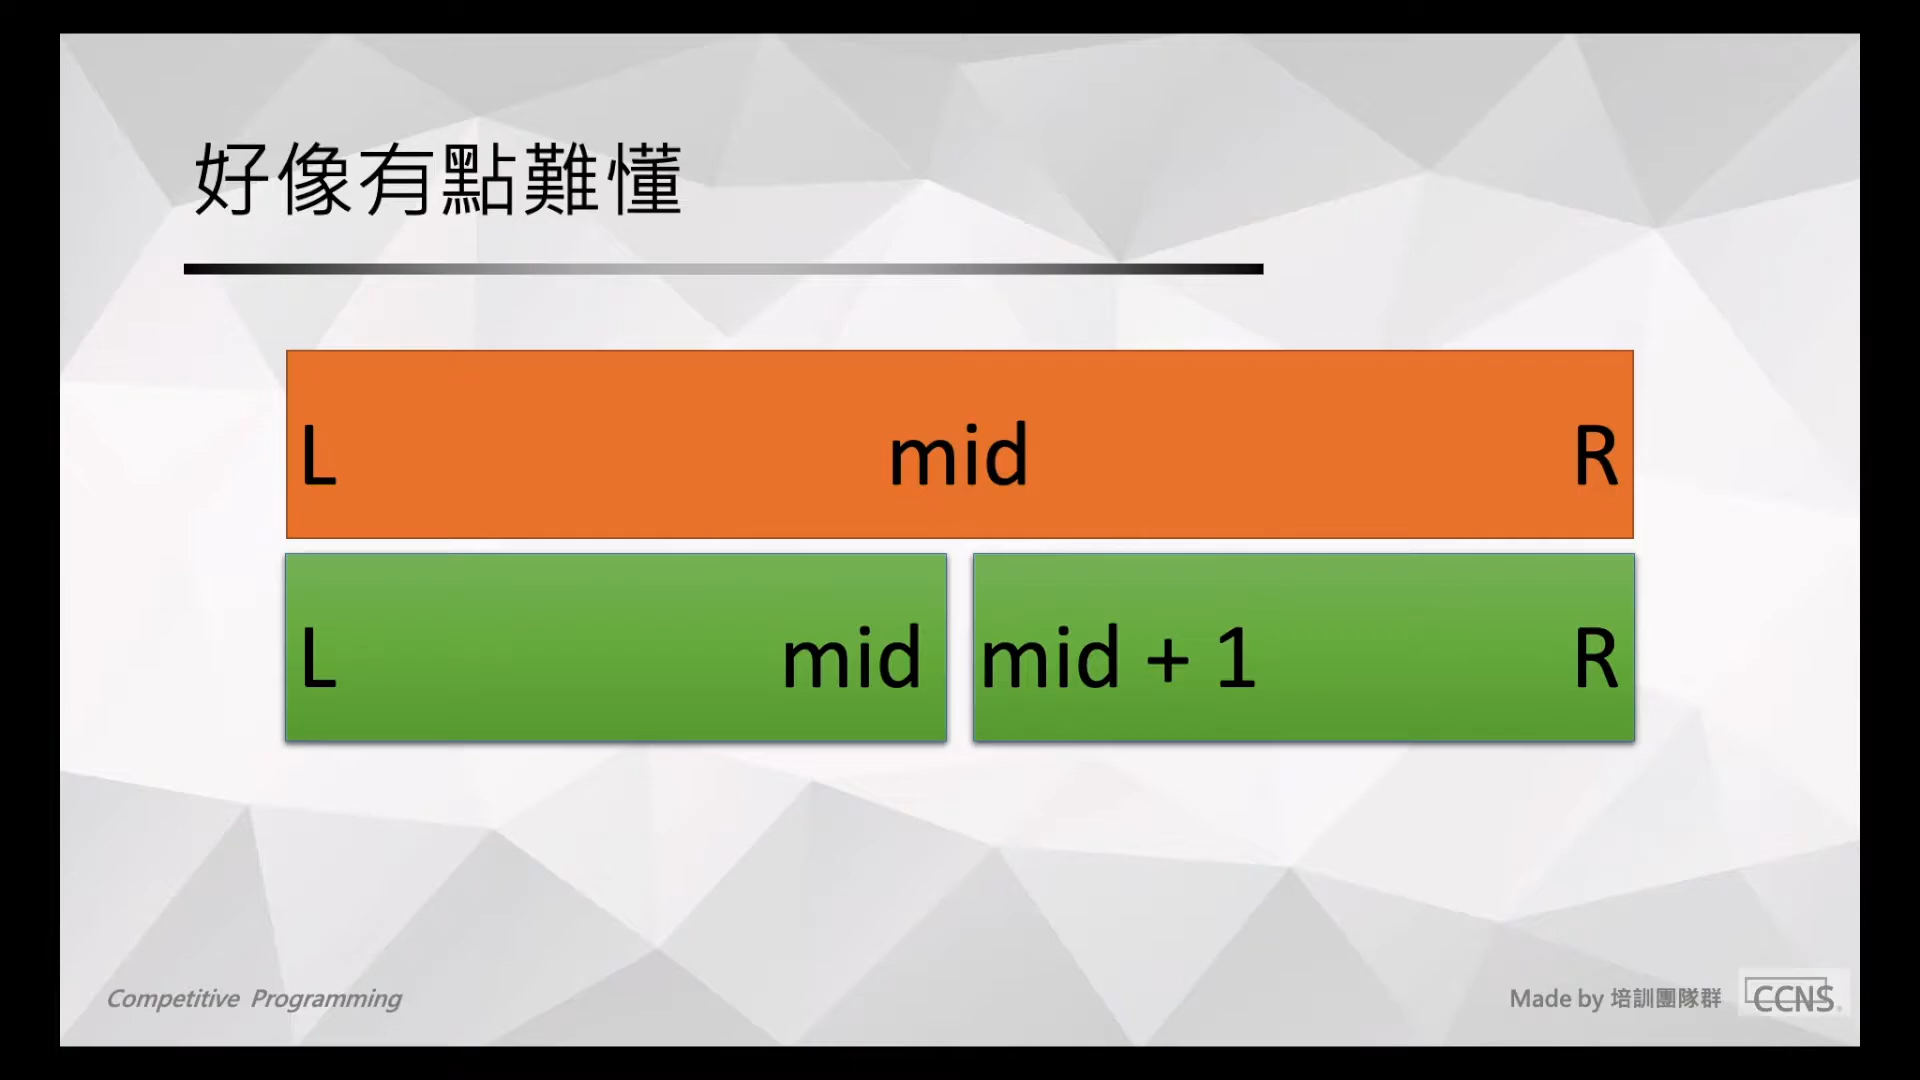 好像有點難懂
L mid R
L mid mid + 1 R
Competitive Programming
Made by 培訓團隊群 CCNS